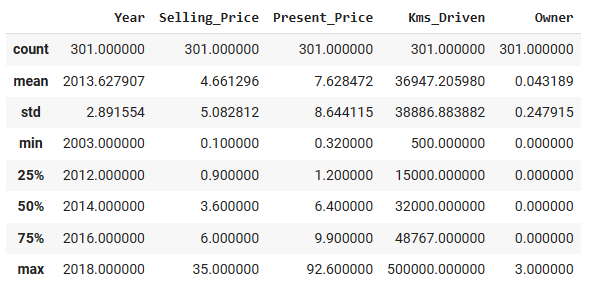 Year Selling_Price Present_Price Kms_Driven Owner
count 301.000000 301.000000 301.000000 301.000000 301.000000
mean 2013.627907 4.661296 7.628472 36947.205980 0.043189
std 2.891554 5.082812 8.644115 38886.883882 0.247915
min 2003.000000 0.100000 0.320000 500.000000 0.000000
25% 2012.000000 0.900000 1.200000 15000.000000 0.000000
50% 2014.000000 3.600000 6.400000 32000.000000 0.000000
75% 2016.000000 6.000000 9.900000 48767.000000 0.000000
max 2018.000000 35.000000 92.600000 500000.000000 3.000000